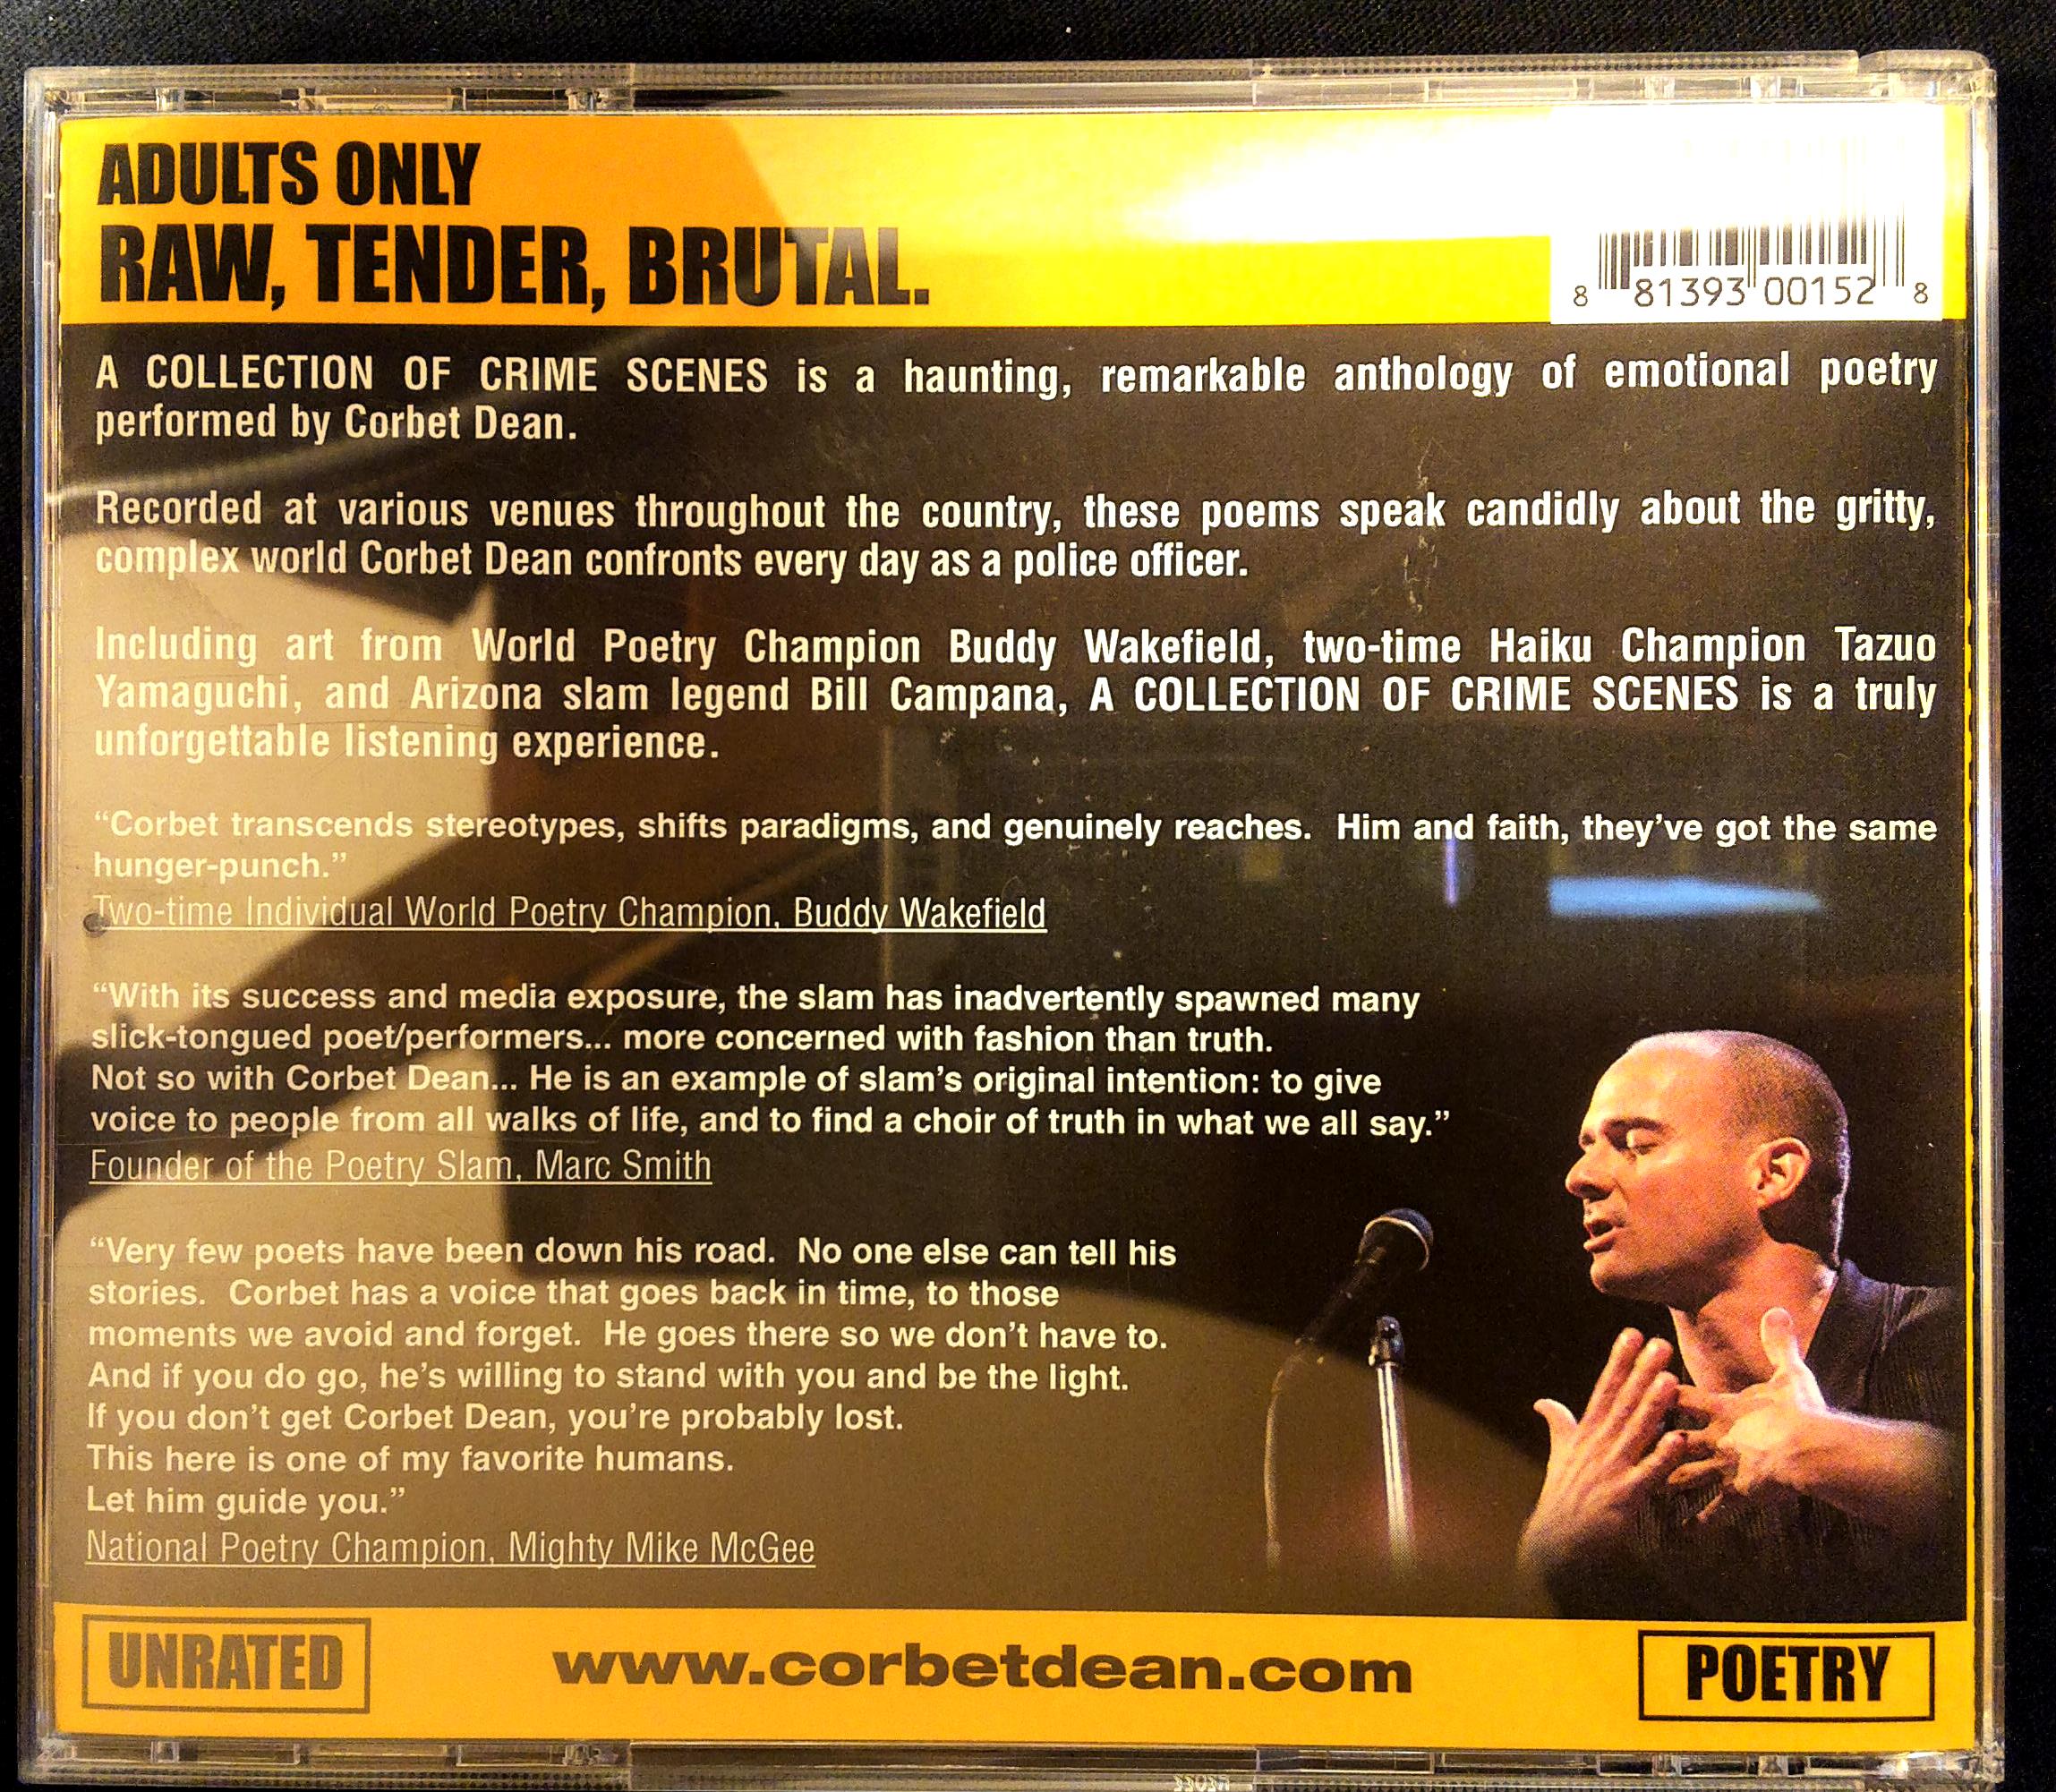 ADULTS ONLY
RAW, TENDER, BRUTAL.
8 81393 00152 8
A COLLECTION OF CRIME SCENES is a haunting, remarkable anthology of emotional poetry
performed by Corbet Dean.
Recorded at various venues throughout the country, these poems speak candidly about the gritty,
complex world Corbet Dean confronts every day as a police officer.
Including art from World Poetry Champion Buddy Wakefield, two-time Haiku Champion Tazuo
Yamaguchi, and Arizona slam legend Bill Campana, A COLLECTION OF CRIME SCENES is a truly
unforgettable listening experience.
“Corbet transcends stereotypes, shifts paradigms, and genuinely reaches.  Him and faith, they’ve got the same
hunger-punch.”
Two-time Individual World Poetry Champion, Buddy Wakefield
“With its success and media exposure, the slam has inadvertently spawned many
slick-tongued poet/performers... more concerned with fashion than truth.
Not so with Corbet Dean... He is an example of slam’s original intention: to give
voice to people from all walks of life, and to find a choir of truth in what we all say.”
Founder of the Poetry Slam, Marc Smith
“Very few poets have been down his road.  No one else can tell his
stories.  Corbet has a voice that goes back in time, to those
moments we avoid and forget.  He goes there so we don’t have to.
And if you do go, he’s willing to stand with you and be the light.
If you don’t get Corbet Dean, you’re probably lost.
This here is one of my favorite humans.
Let him guide you.”
National Poetry Champion, Mighty Mike McGee
UNRATED
www.corbetdean.com
POETRY